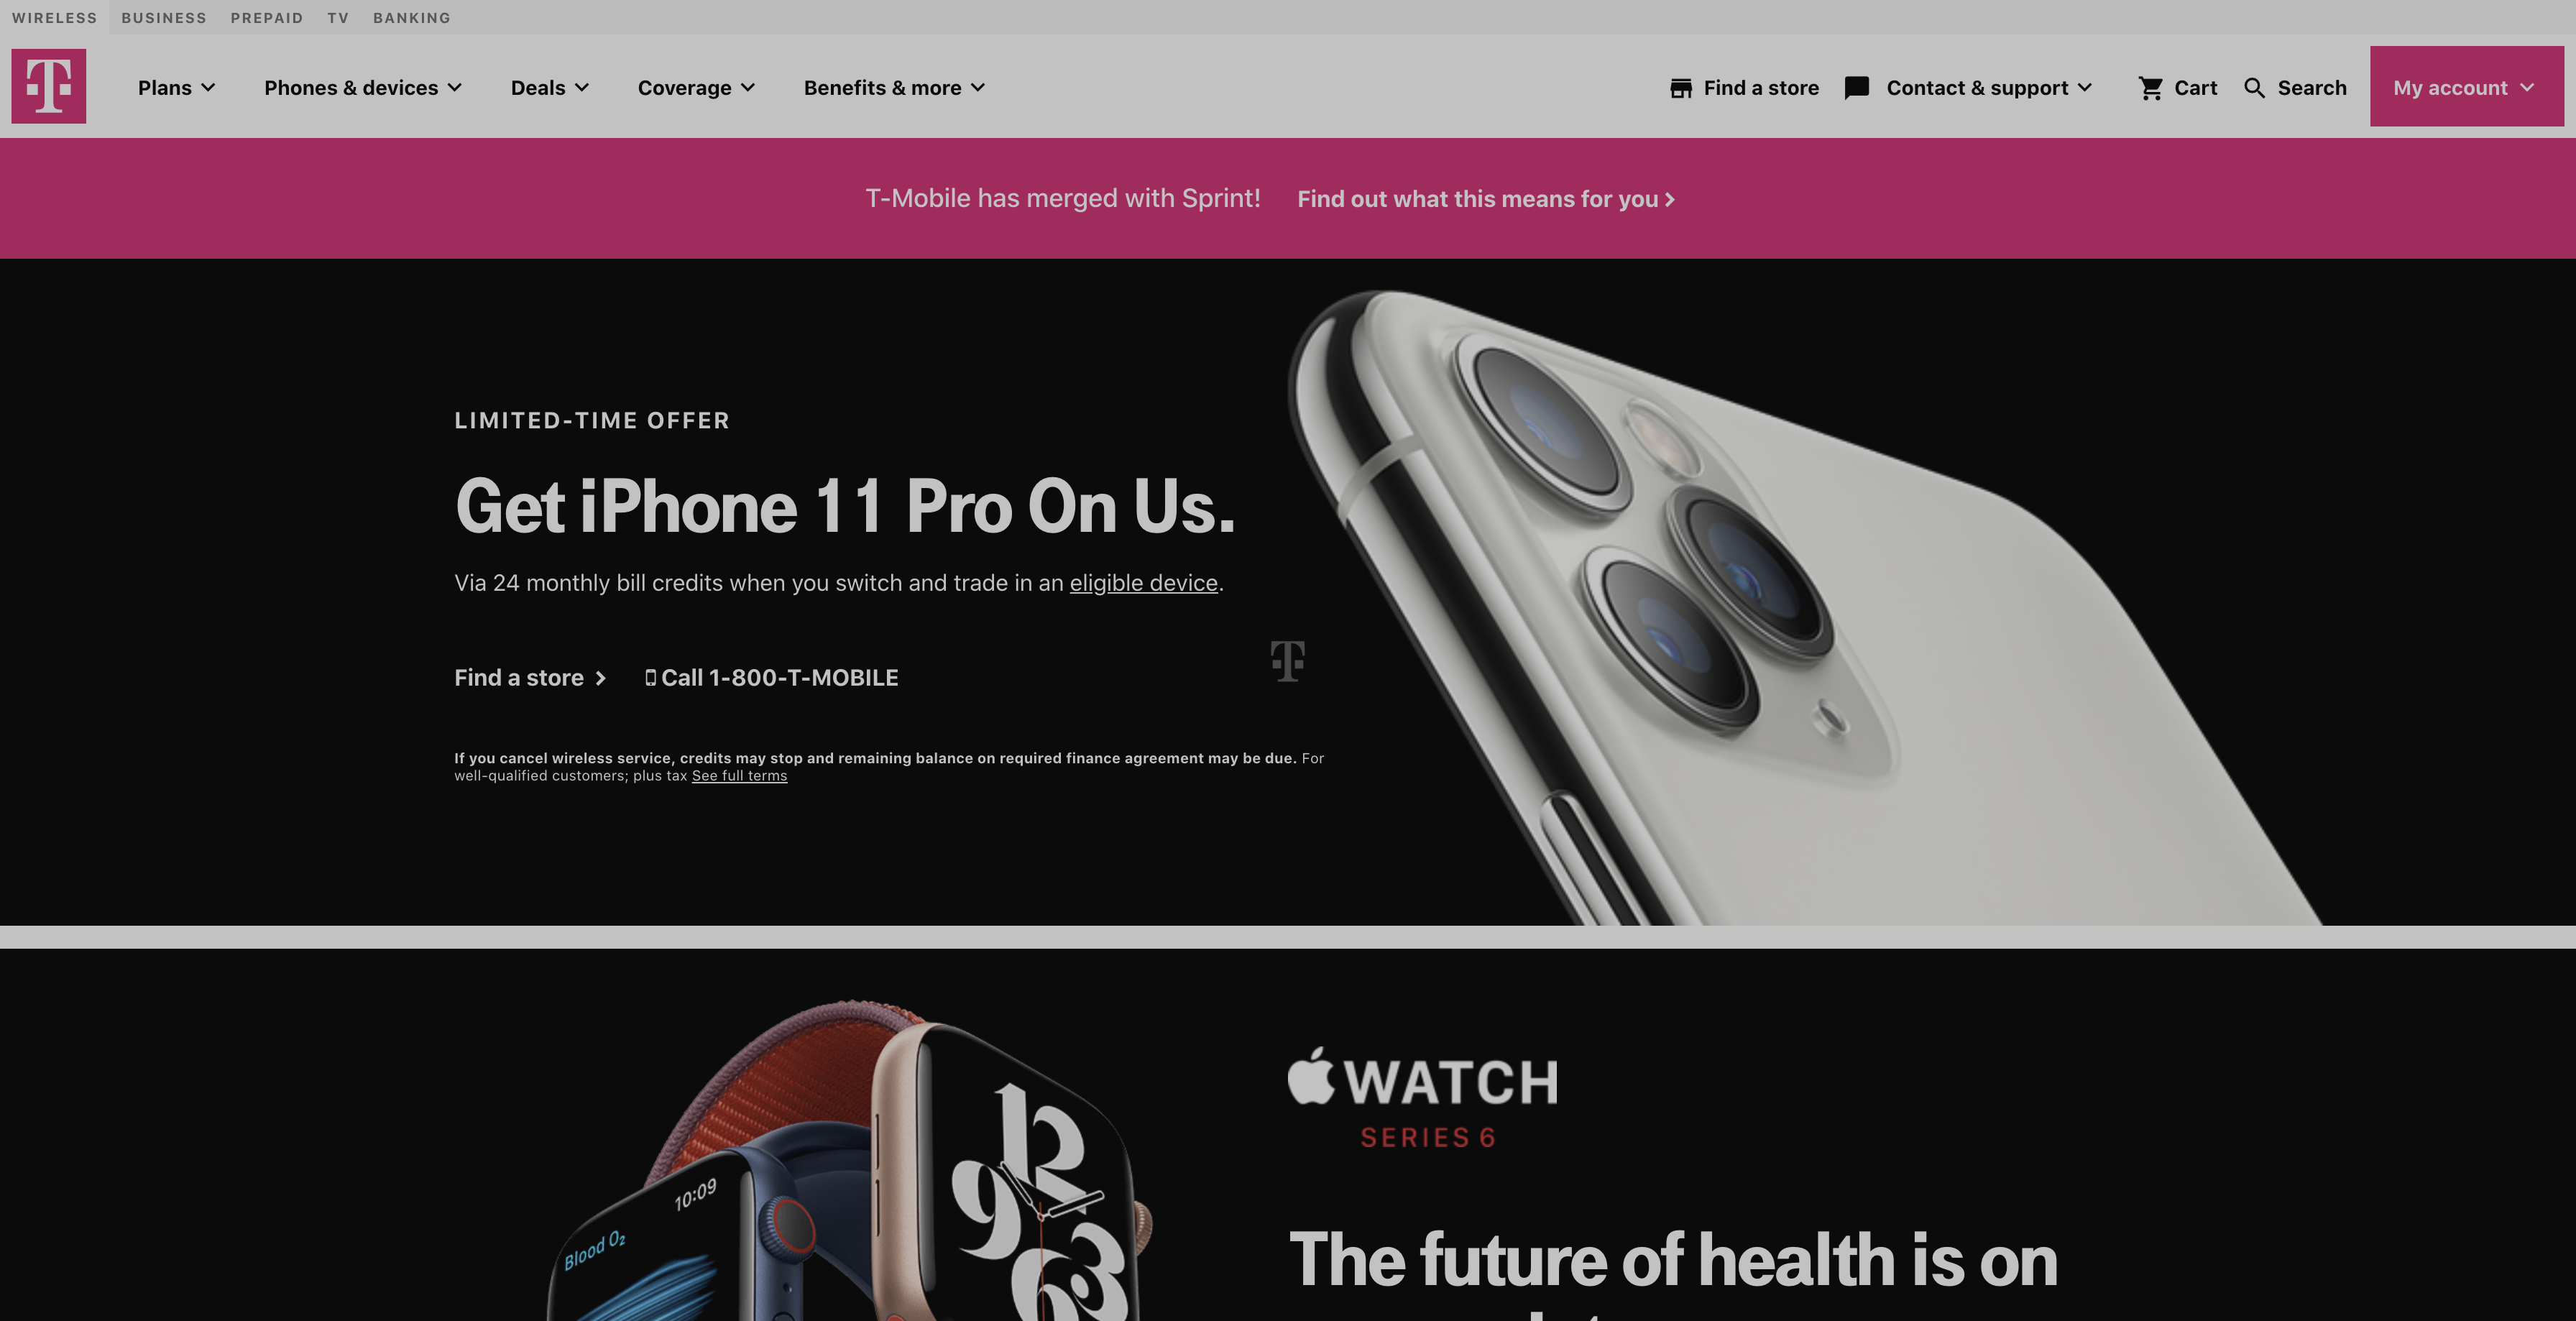 WIRELESS BUSINESS PREPAID TV BANKING
T Plans Phones & devices Deals Coverage Benefits & more Find a store Contact & support Cart Search My account
T-Mobile has merged with Sprint! Find out what this means for you
LIMITED-TIME OFFER
Get iPhone 11 Pro On Us.
Via 24 monthly bill credits when you switch and trade in an eligible device.
T
Find a store Call 1-800-T-MOBILE
If you cancel wireless service, credits may stop and remaining balance on required finance agreement may be due. For
well-qualified customers; plus tax See full terms
WATCH
SERIES 6
12
10:09
9
3
Blood O₂
6
The future of health is on